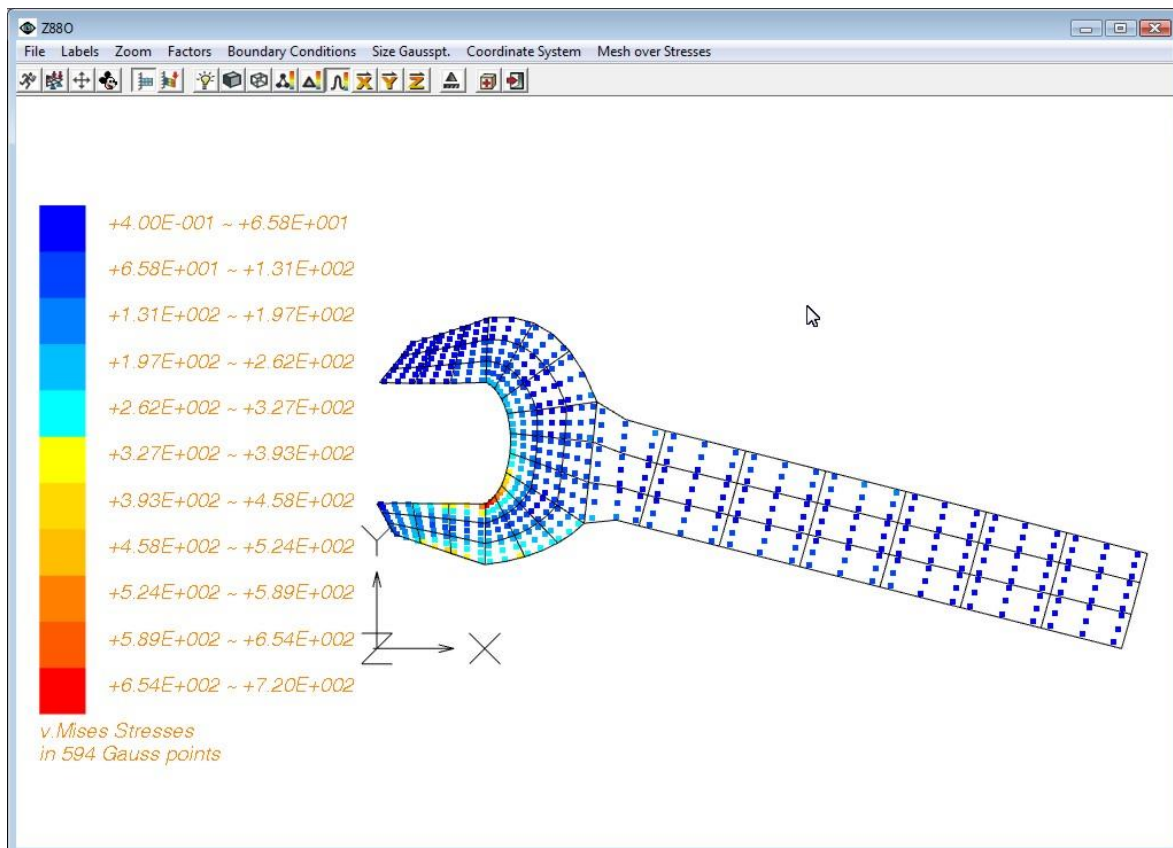 Z88O
File Labels Zoom Factors Boundary Conditions Size Gausspt. Coordinate System Mesh over Stresses
X Y Z
+4.00E-001 ~ +6.58E+001
+6.58E+001 ~ +1.31E+002
+1.31E+002 ~ +1.97E+002
+1.97E+002 ~ +2.62E+002
+2.62E+002 ~ +3.27E+002
+3.27E+002 ~ +3.93E+002
+3.93E+002 ~ +4.58E+002
+4.58E+002 ~ +5.24E+002
+5.24E+002 ~ +5.89E+002
+5.89E+002 ~ +6.54E+002
+6.54E+002 ~ +7.20E+002
v.Mises Stresses
in 594 Gauss points
Y
Z X